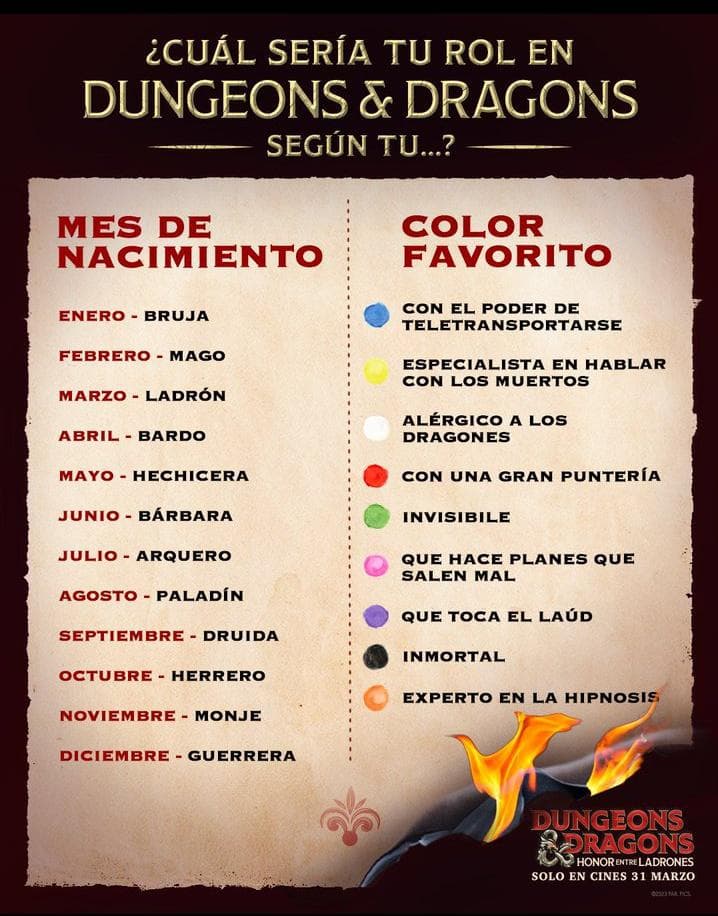 ¿CUÁL SERÍA TU ROL EN
DUNGEONS & DRAGONS
SEGÚN TU...?
MES DE
NACIMIENTO
ENERO - BRUJA
FEBRERO - MAGO
MARZO - LADRÓN
ABRIL - BARDO
MAYO - HECHICERA
JUNIO - BÁRBARA
JULIO - ARQUERO
AGOSTO - PALADÍN
SEPTIEMBRE - DRUIDA
OCTUBRE - HERRERO
NOVIEMBRE - MONJE
DICIEMBRE - GUERRERA
COLOR
FAVORITO
CON EL PODER DE
TELETRANSPORTARSE
ESPECIALISTA EN HABLAR
CON LOS MUERTOS
ALÉRGICO A LOS
DRAGONES
CON UNA GRAN PUNTERÍA
INVISIBILE
QUE HACE PLANES QUE
SALEN MAL
QUE TOCA EL LAÚD
INMORTAL
EXPERTO EN LA HIPNOSIS
DUNGEONS
& DRAGONS
HONOR ENTRE LADRONES
SOLO EN CINES 31 MARZO
©2023 PAR. PICS.